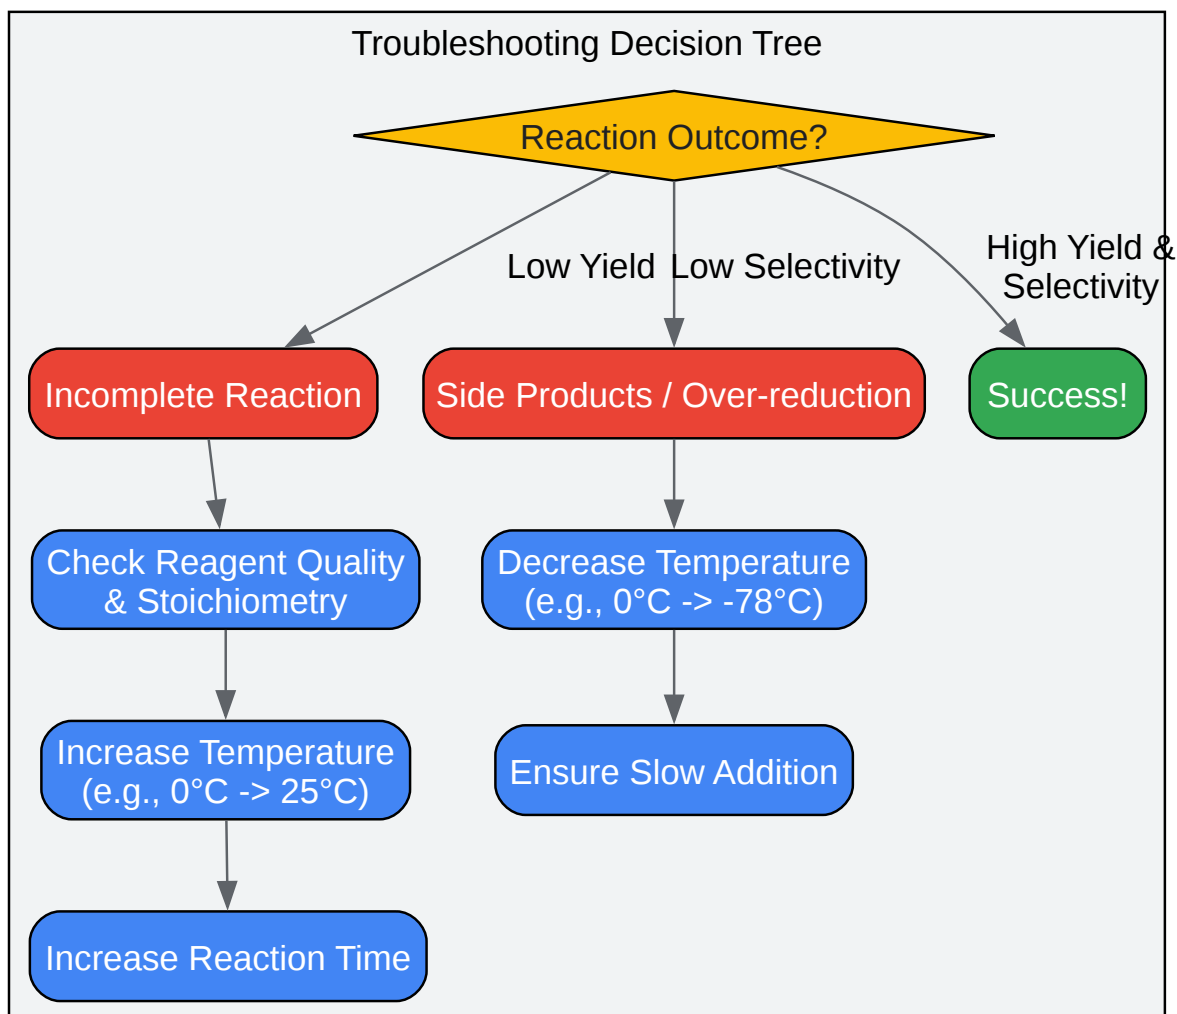 Troubleshooting Decision Tree
Reaction Outcome?
Low Yield
Low Selectivity
High Yield &
Selectivity
Incomplete Reaction
Side Products / Over-reduction
Success!
Check Reagent Quality
& Stoichiometry
Decrease Temperature
(e.g., 0°C -> -78°C)
Increase Temperature
(e.g., 0°C -> 25°C)
Ensure Slow Addition
Increase Reaction Time